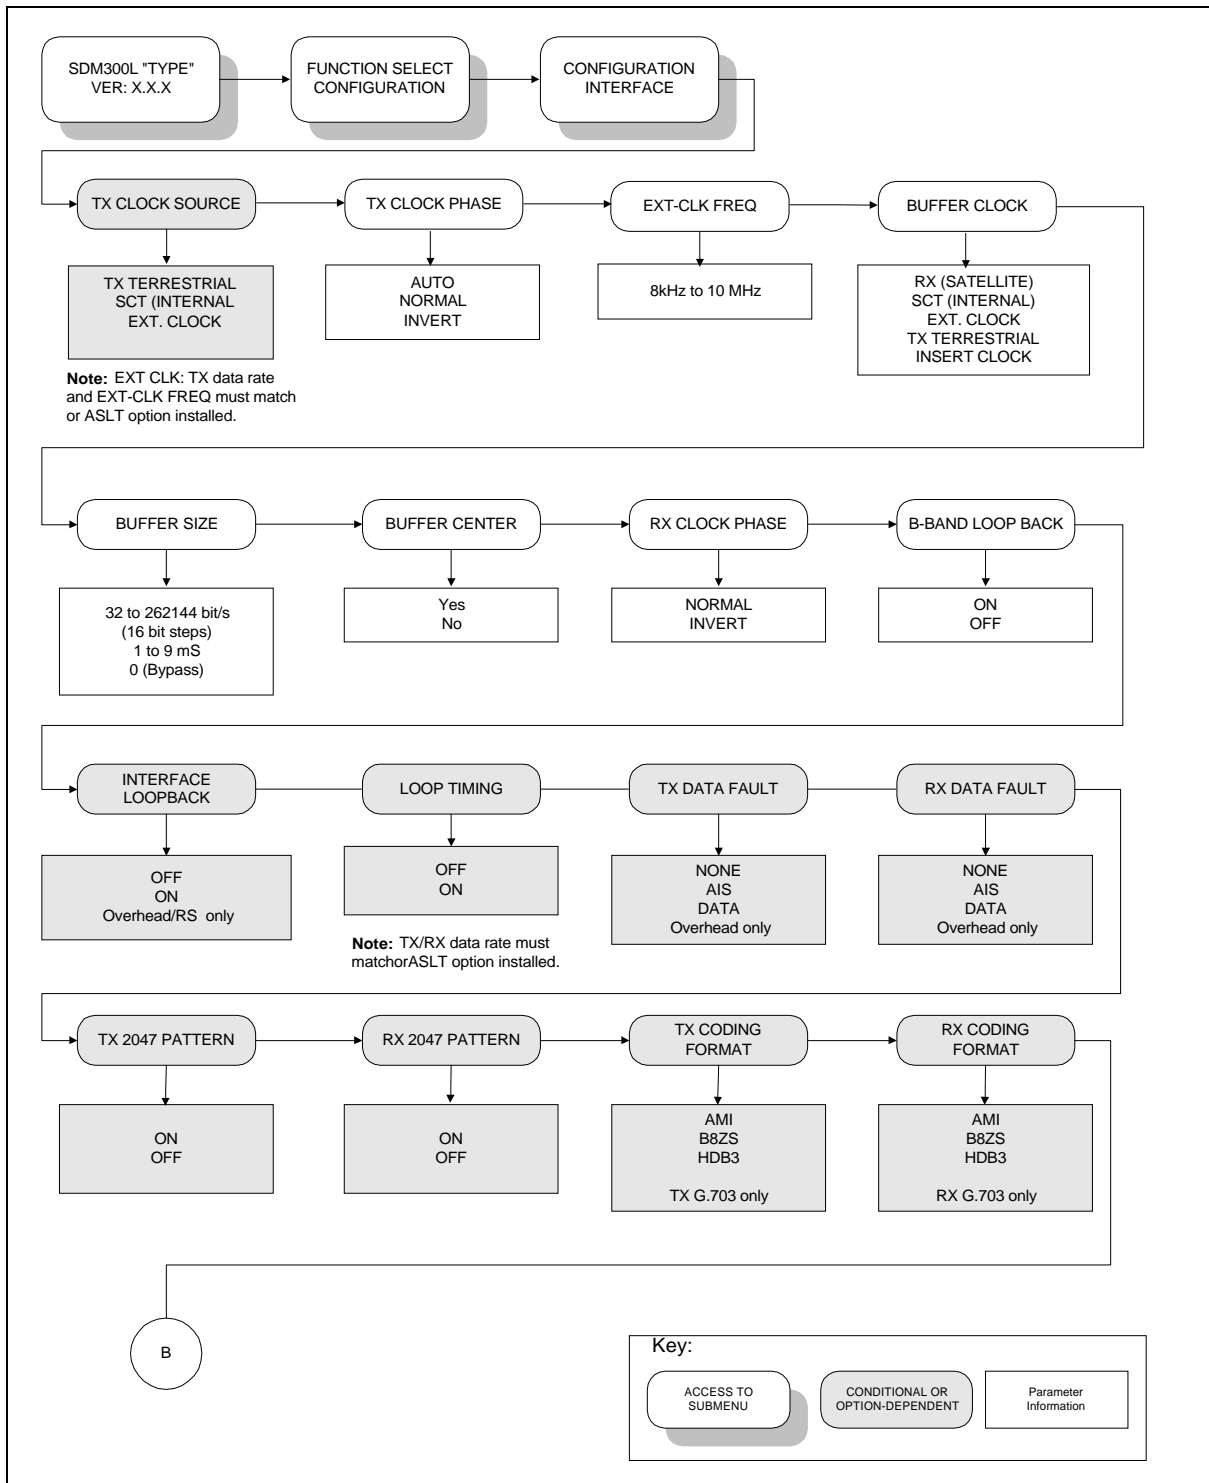 SDM300L "TYPE"
VER: X.X.X
FUNCTION SELECT
CONFIGURATION
CONFIGURATION
INTERFACE
TX CLOCK SOURCE
TX CLOCK PHASE
EXT-CLK FREQ
BUFFER CLOCK
TX TERRESTRIAL
SCT (INTERNAL
EXT. CLOCK
AUTO
NORMAL
INVERT
8kHz to 10 MHz
RX (SATELLITE)
SCT (INTERNAL)
EXT. CLOCK
TX TERRESTRIAL
INSERT CLOCK
Note: EXT CLK: TX data rate
and EXT-CLK FREQ must match
or ASLT option installed.
BUFFER SIZE
BUFFER CENTER
RX CLOCK PHASE
B-BAND LOOP BACK
32 to 262144 bit/s
(16 bit steps)
1 to 9 mS
0 (Bypass)
Yes
No
NORMAL
INVERT
ON
OFF
INTERFACE
LOOPBACK
LOOP TIMING
TX DATA FAULT
RX DATA FAULT
OFF
ON
Overhead/RS only
OFF
ON
NONE
AIS
DATA
Overhead only
NONE
AIS
DATA
Overhead only
Note: TX/RX data rate must
matchorASLT option installed.
TX 2047 PATTERN
RX 2047 PATTERN
TX CODING
FORMAT
RX CODING
FORMAT
ON
OFF
ON
OFF
AMI
B8ZS
HDB3
TX G.703 only
AMI
B8ZS
HDB3
RX G.703 only
B
Key:
ACCESS TO
SUBMENU
CONDITIONAL OR
OPTION-DEPENDENT
Parameter
Information